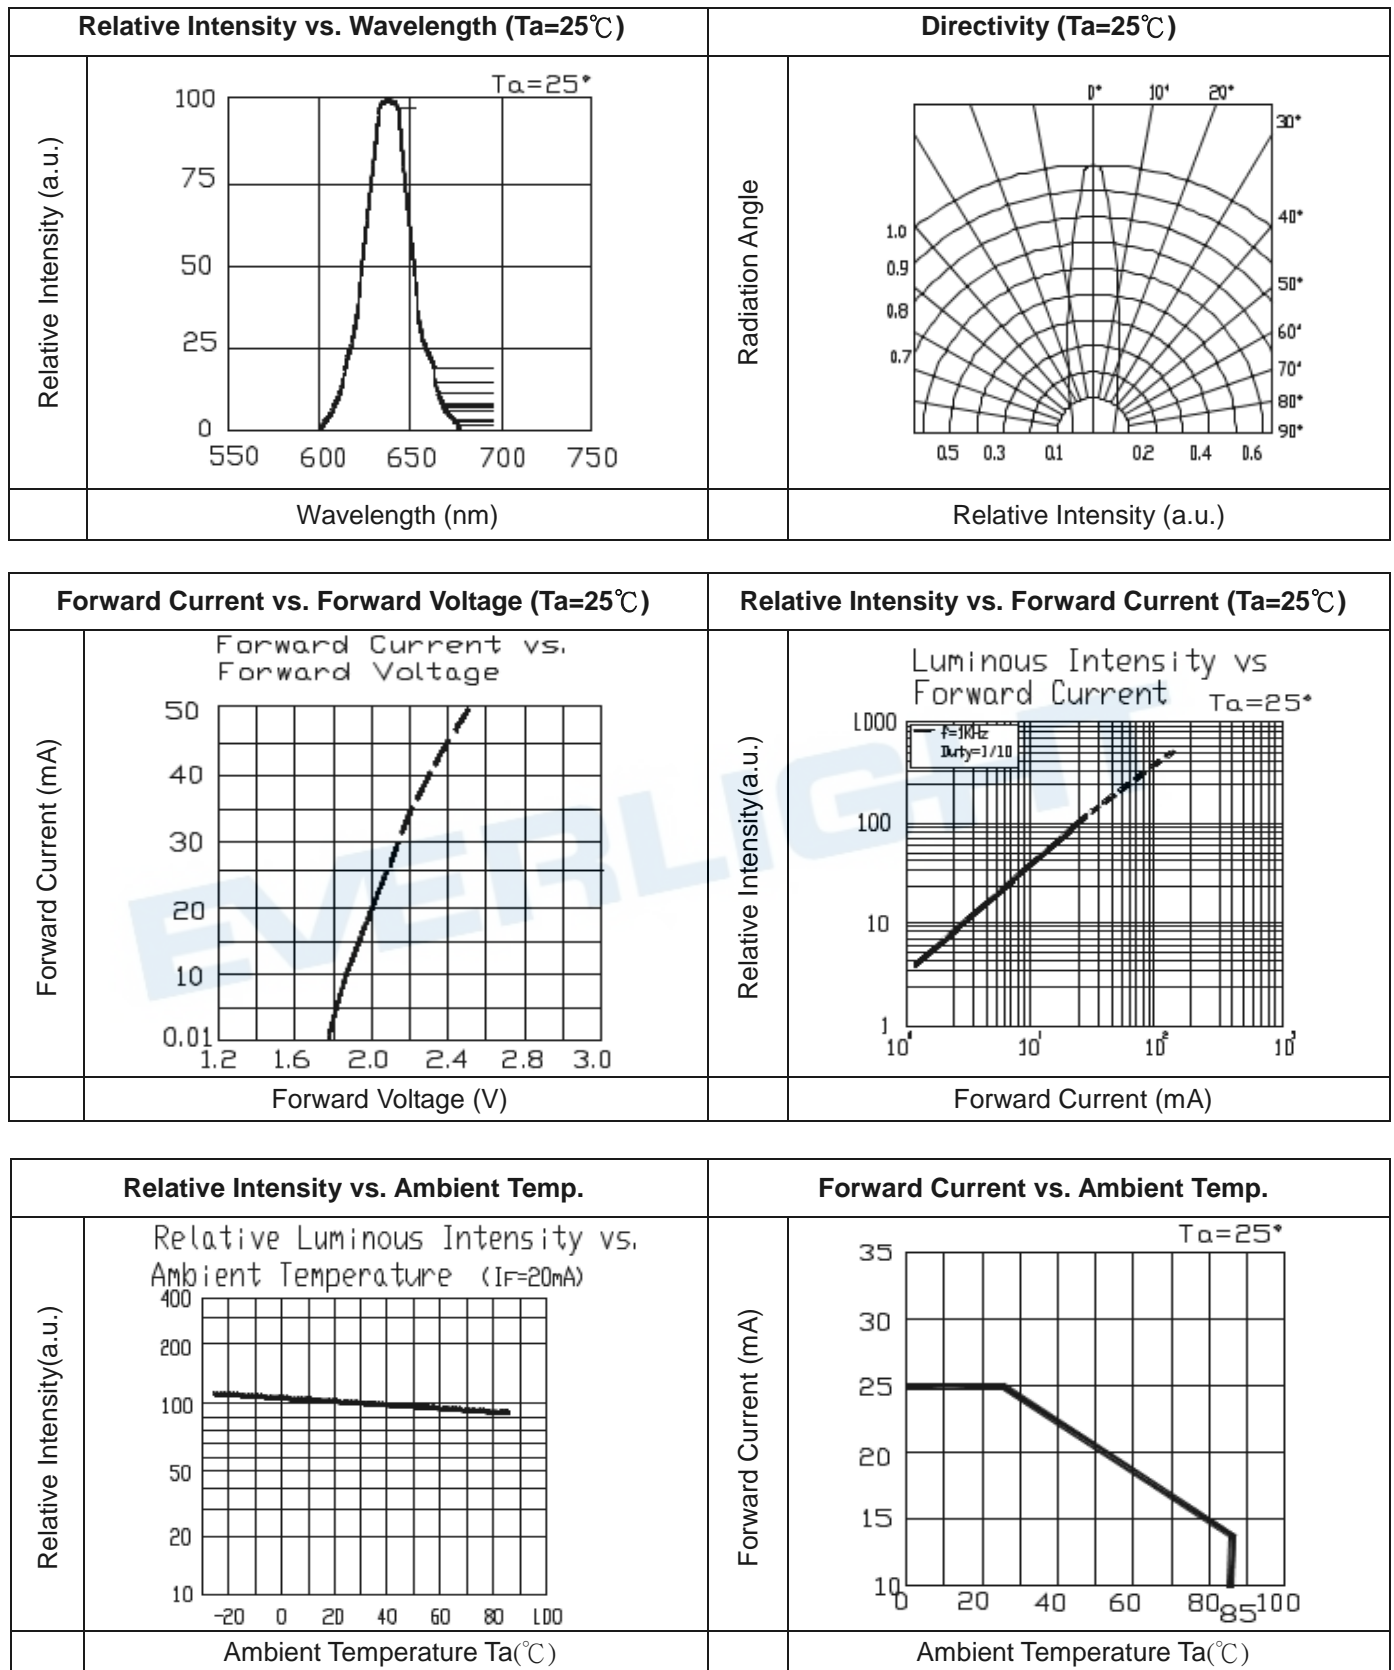 Relative Intensity vs. Wavelength (Ta=25℃)
Directivity (Ta=25℃)
Relative Intensity (a.u.)
Ta=25°
100
75
50
25
0
550 600 650 700 750
Wavelength (nm)
Radiation Angle
0° 10° 20°
30°
40°
50°
60°
70°
80°
90°
1.0
0.9
0.8
0.7
0.5 0.3 0.1 0.2 0.4 0.6
Relative Intensity (a.u.)
Forward Current vs. Forward Voltage (Ta=25℃)
Relative Intensity vs. Forward Current (Ta=25℃)
Forward Current (mA)
Forward Current vs.
Forward Voltage
50
40
30
20
10
0.01
1.2 1.6 2.0 2.4 2.8 3.0
Forward Voltage (V)
Relative Intensity(a.u.)
Luminous Intensity vs
Forward Current Ta=25°
1000
f=1KHz
Duty=1/10
100
10
1
10¹ 10² 10³
Forward Current (mA)
EVERLIGHT
Relative Intensity vs. Ambient Temp.
Forward Current vs. Ambient Temp.
Relative Intensity(a.u.)
Relative Luminous Intensity vs.
Ambient Temperature (IF=20mA)
400
200
100
50
20
10
-20 0 20 40 60 80 100
Ambient Temperature Ta(℃)
Forward Current (mA)
Ta=25°
35
30
25
20
15
10
0 20 40 60 80 85 100
Ambient Temperature Ta(℃)